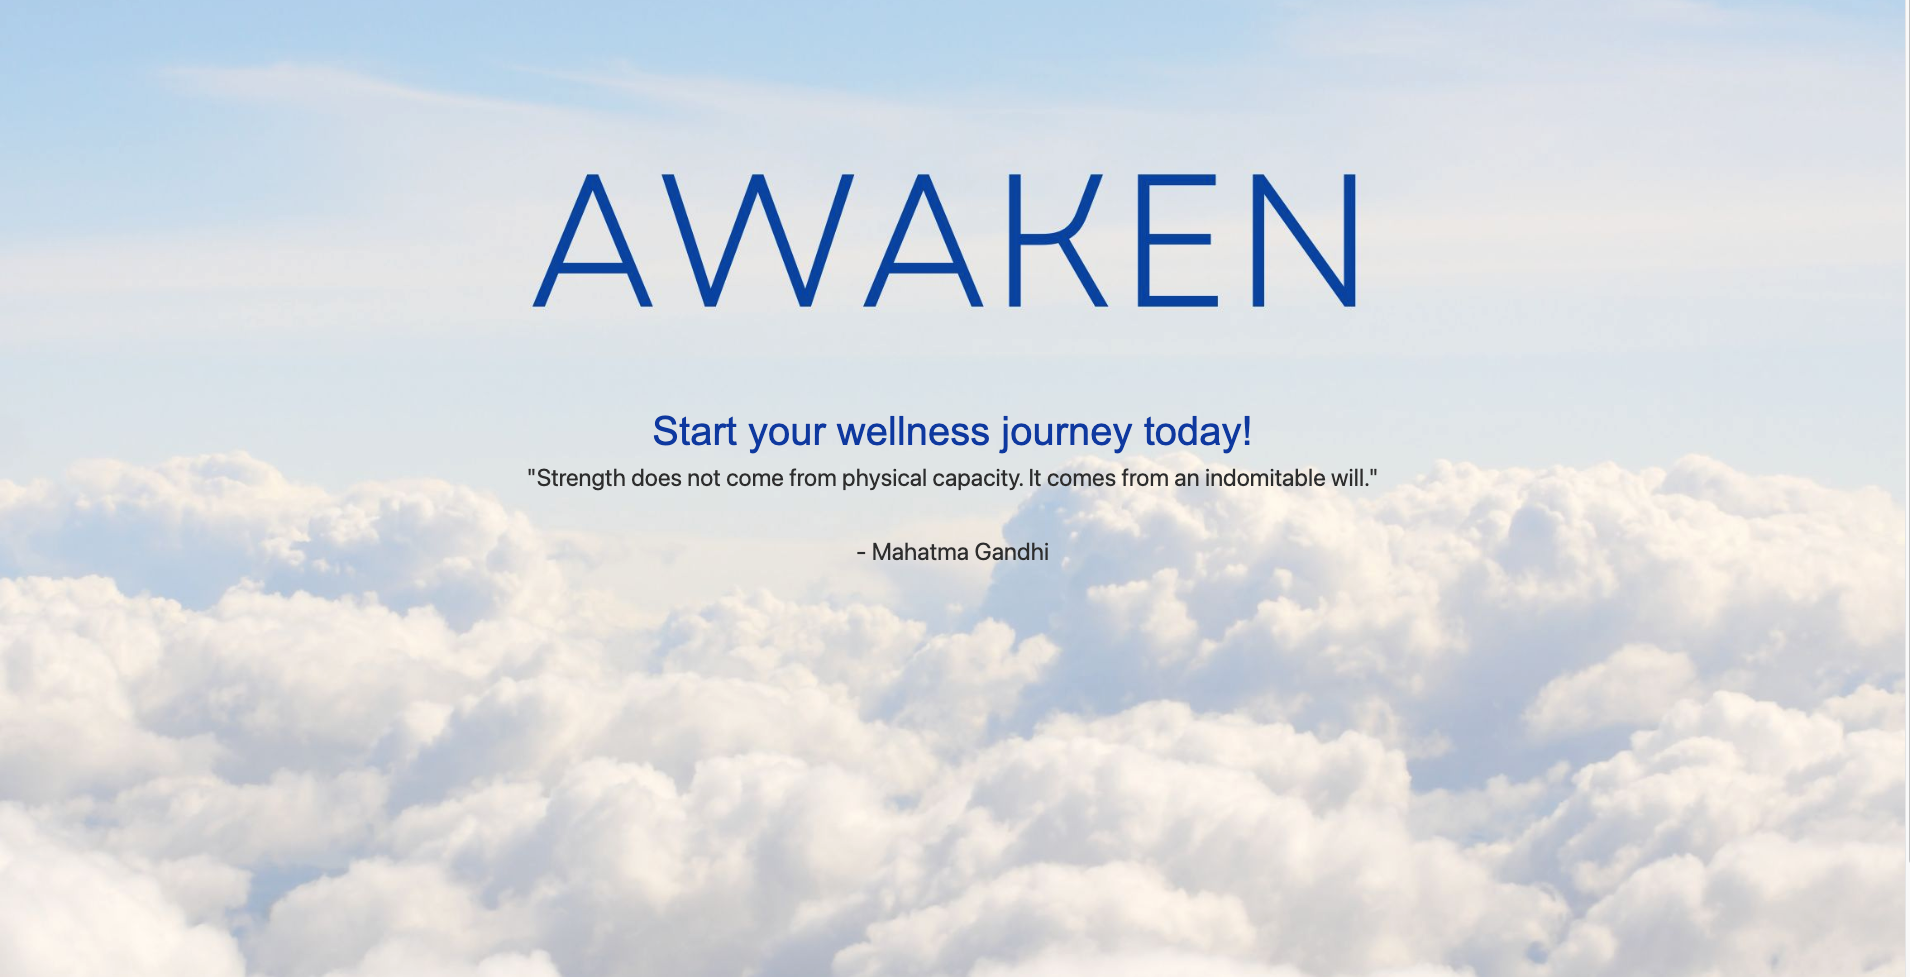 AWAKEN
Start your wellness journey today!
"Strength does not come from physical capacity. It comes from an indomitable will."
- Mahatma Gandhi